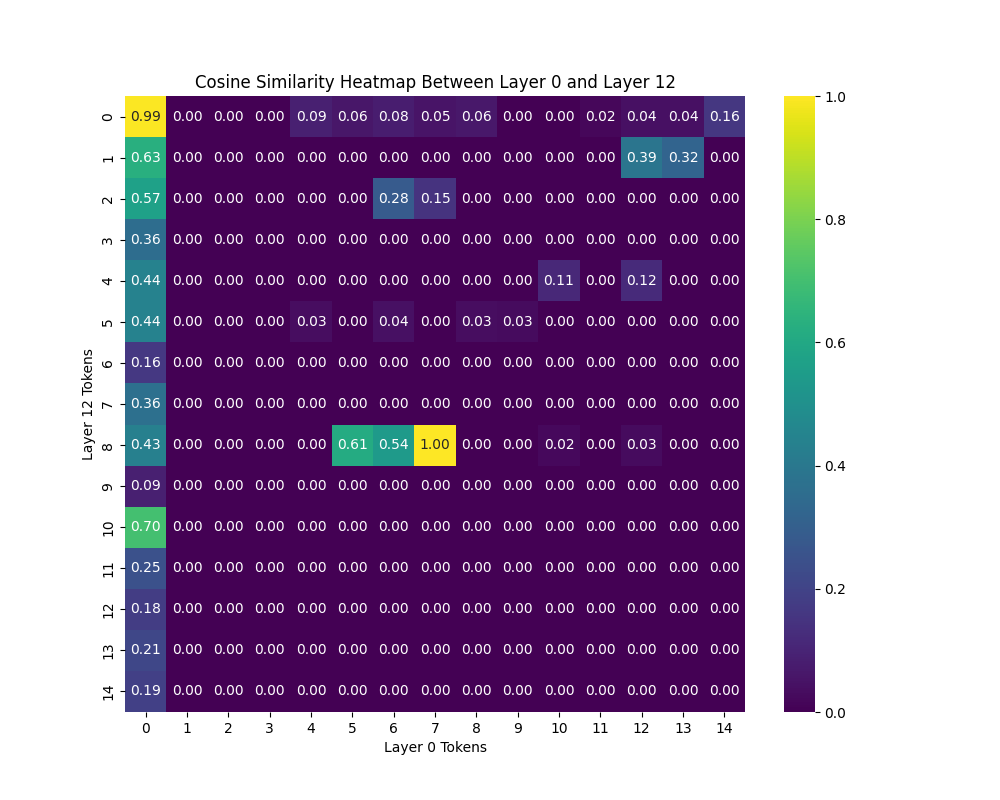 Cosine Similarity Heatmap Between Layer 0 and Layer 12
0 0.99 0.00 0.00 0.00 0.09 0.06 0.08 0.05 0.06 0.00 0.00 0.02 0.04 0.04 0.16
1 0.63 0.00 0.00 0.00 0.00 0.00 0.00 0.00 0.00 0.00 0.00 0.00 0.39 0.32 0.00
2 0.57 0.00 0.00 0.00 0.00 0.00 0.28 0.15 0.00 0.00 0.00 0.00 0.00 0.00 0.00
3 0.36 0.00 0.00 0.00 0.00 0.00 0.00 0.00 0.00 0.00 0.00 0.00 0.00 0.00 0.00
4 0.44 0.00 0.00 0.00 0.00 0.00 0.00 0.00 0.00 0.00 0.11 0.00 0.12 0.00 0.00
5 0.44 0.00 0.00 0.00 0.03 0.00 0.04 0.00 0.03 0.03 0.00 0.00 0.00 0.00 0.00
6 0.16 0.00 0.00 0.00 0.00 0.00 0.00 0.00 0.00 0.00 0.00 0.00 0.00 0.00 0.00
7 0.36 0.00 0.00 0.00 0.00 0.00 0.00 0.00 0.00 0.00 0.00 0.00 0.00 0.00 0.00
8 0.43 0.00 0.00 0.00 0.00 0.61 0.54 1.00 0.00 0.00 0.02 0.00 0.03 0.00 0.00
9 0.09 0.00 0.00 0.00 0.00 0.00 0.00 0.00 0.00 0.00 0.00 0.00 0.00 0.00 0.00
10 0.70 0.00 0.00 0.00 0.00 0.00 0.00 0.00 0.00 0.00 0.00 0.00 0.00 0.00 0.00
11 0.25 0.00 0.00 0.00 0.00 0.00 0.00 0.00 0.00 0.00 0.00 0.00 0.00 0.00 0.00
12 0.18 0.00 0.00 0.00 0.00 0.00 0.00 0.00 0.00 0.00 0.00 0.00 0.00 0.00 0.00
13 0.21 0.00 0.00 0.00 0.00 0.00 0.00 0.00 0.00 0.00 0.00 0.00 0.00 0.00 0.00
14 0.19 0.00 0.00 0.00 0.00 0.00 0.00 0.00 0.00 0.00 0.00 0.00 0.00 0.00 0.00
0 1 2 3 4 5 6 7 8 9 10 11 12 13 14
Layer 0 Tokens
Layer 12 Tokens
1.0
0.8
0.6
0.4
0.2
0.0